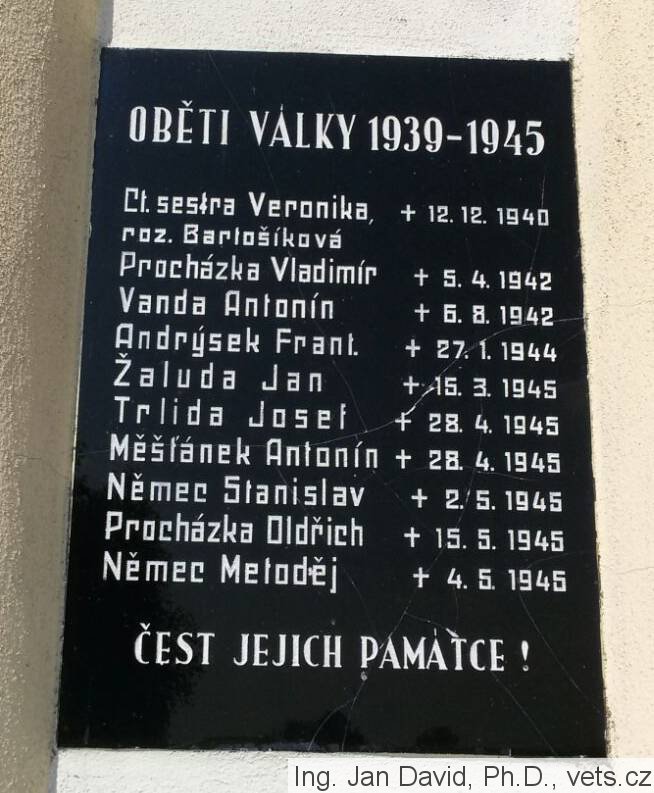 OBĚTI VÁLKY 1939-1945
Ct. sestra Veronika, + 12. 12. 1940
roz. Bartošíková
Procházka Vladimír + 5. 4. 1942
Vanda Antonín + 6. 8. 1942
Andrýsek Frant. + 27. 1. 1944
Žaluda Jan + 15. 3. 1945
Trlida Josef + 28. 4. 1945
Měšťánek Antonín + 28. 4. 1945
Němec Stanislav + 2. 5. 1945
Procházka Oldřich + 15. 5. 1945
Němec Metoděj + 4. 5. 1945
ČEST JEJICH PAMÁTCE !
Ing. Jan David, Ph.D., vets.cz